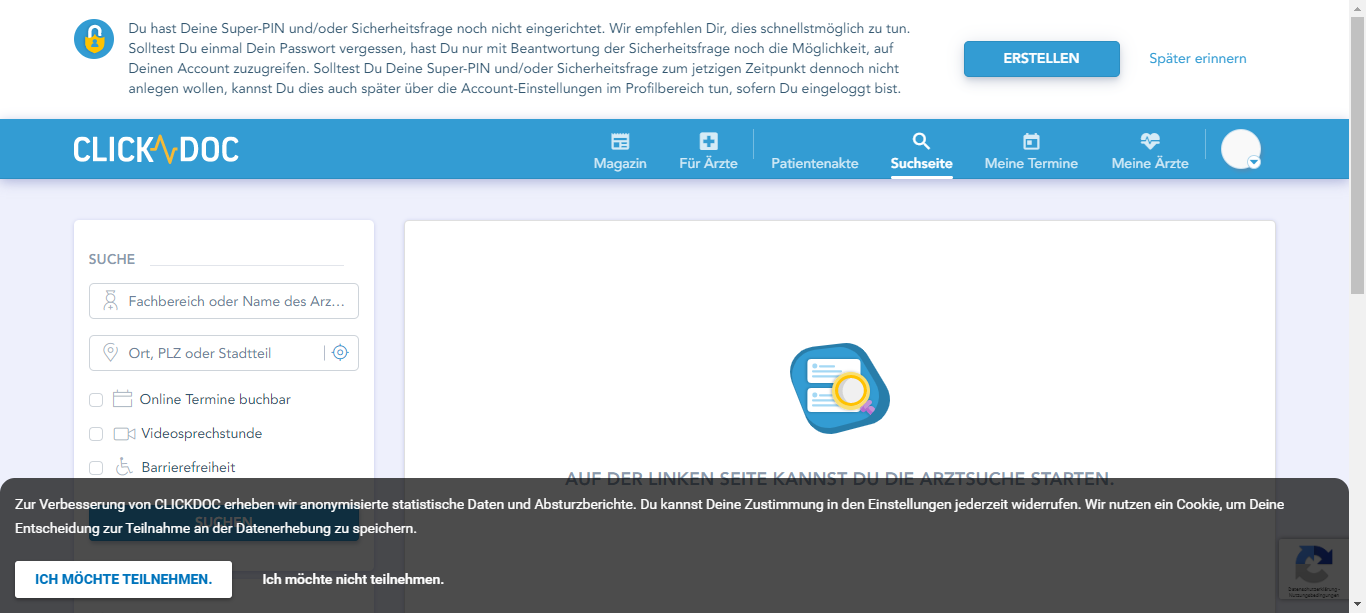 Du hast Deine Super-PIN und/oder Sicherheitsfrage noch nicht eingerichtet. Wir empfehlen Dir, dies schnellstmöglich zu tun.
Solltest Du einmal Dein Passwort vergessen, hast Du nur mit Beantwortung der Sicherheitsfrage noch die Möglichkeit, auf
Deinen Account zuzugreifen. Solltest Du Deine Super-PIN und/oder Sicherheitsfrage zum jetzigen Zeitpunkt dennoch nicht
anlegen wollen, kannst Du dies auch später über die Account-Einstellungen im Profilbereich tun, sofern Du eingeloggt bist.
ERSTELLEN
Später erinnern
CLICKDOC
Magazin
Für Ärzte
Patientenakte
Suchseite
Meine Termine
Meine Ärzte
SUCHE
Fachbereich oder Name des Arz...
Ort, PLZ oder Stadtteil
Online Termine buchbar
Videosprechstunde
Barrierefreiheit
SUCHEN
AUF DER LINKEN SEITE KANNST DU DIE ARZTSUCHE STARTEN.
Zur Verbesserung von CLICKDOC erheben wir anonymisierte statistische Daten und Absturzberichte. Du kannst Deine Zustimmung in den Einstellungen jederzeit widerrufen. Wir nutzen ein Cookie, um Deine
Entscheidung zur Teilnahme an der Datenerhebung zu speichern.
ICH MÖCHTE TEILNEHMEN.
Ich möchte nicht teilnehmen.
Datenschutzerklärung -
Nutzungsbedingungen